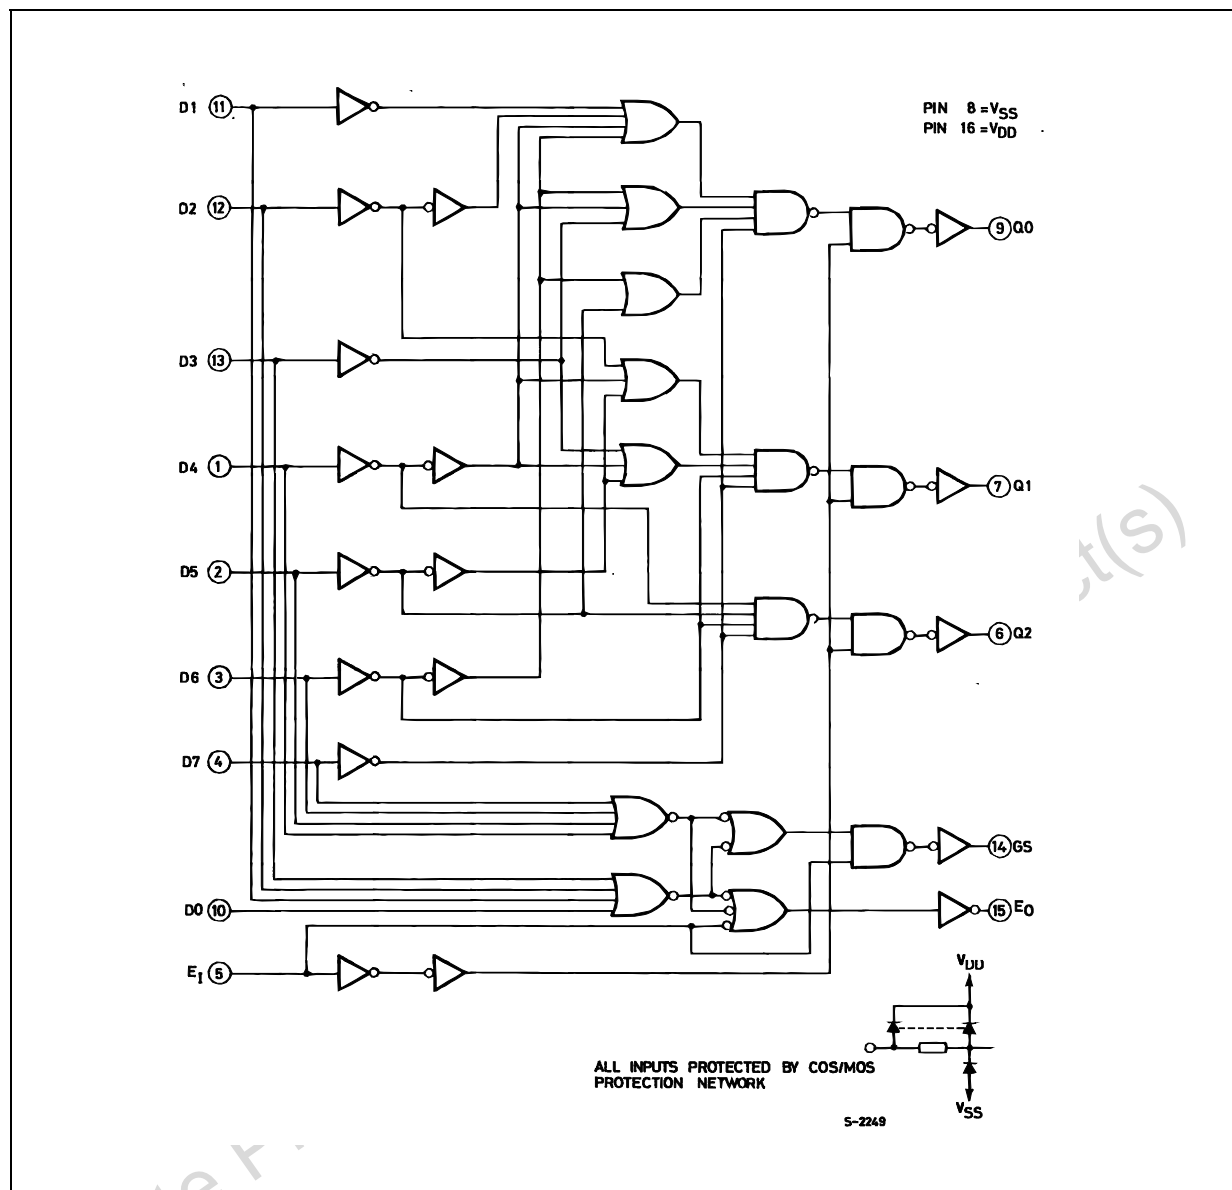 D1 11
PIN 8 = VSS
PIN 16 = VDD
D2 12
9 Q0
D3 13
D4 1
7 Q1
D5 2
6 Q2
D6 3
D7 4
14 GS
D0 10
15 EO
EI 5
VDD
ALL INPUTS PROTECTED BY COS/MOS
PROTECTION NETWORK
VSS
S-2249
ct(s)